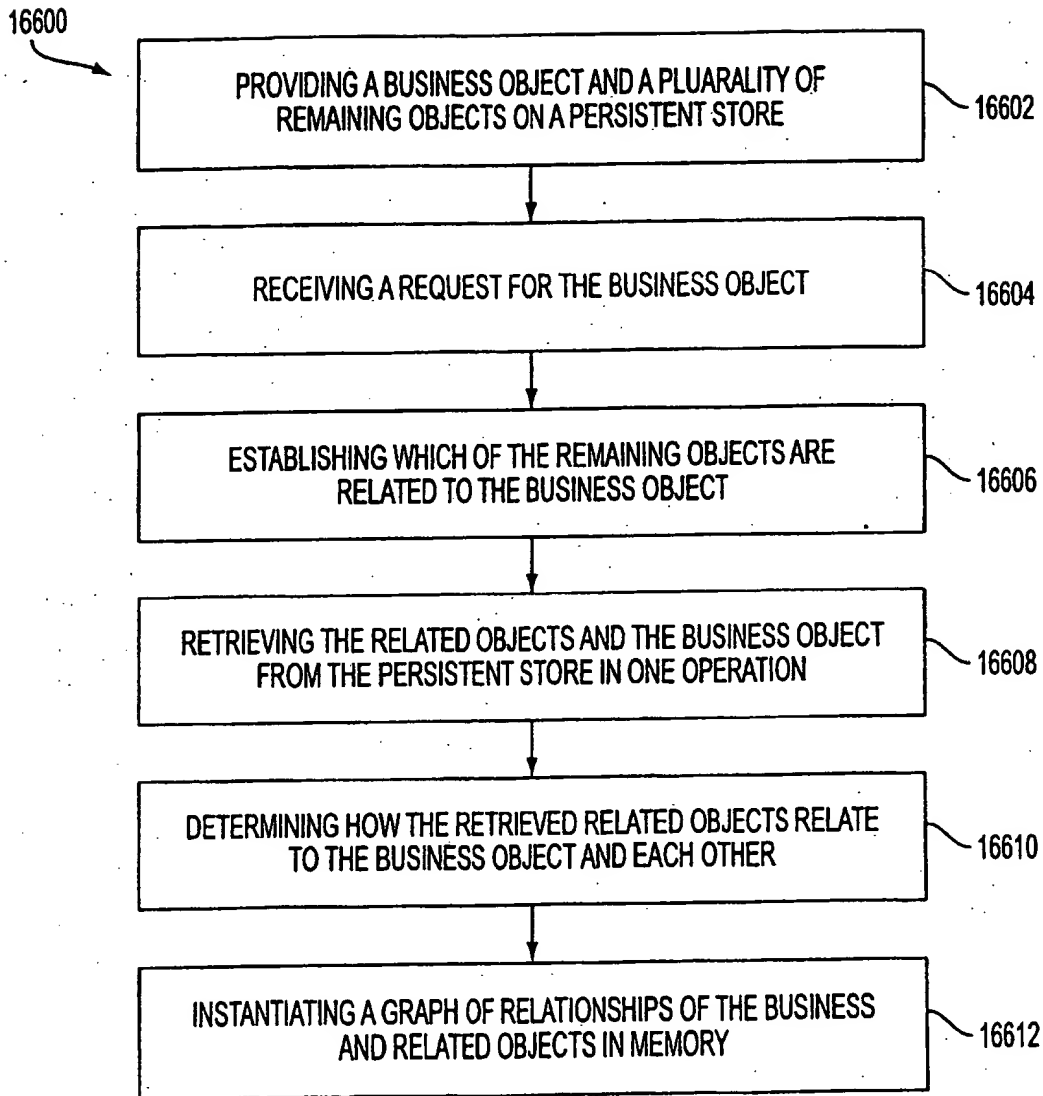 16600
PROVIDING A BUSINESS OBJECT AND A PLUARALITY OF
REMAINING OBJECTS ON A PERSISTENT STORE
16602
RECEIVING A REQUEST FOR THE BUSINESS OBJECT
16604
ESTABLISHING WHICH OF THE REMAINING OBJECTS ARE
RELATED TO THE BUSINESS OBJECT
16606
RETRIEVING THE RELATED OBJECTS AND THE BUSINESS OBJECT
FROM THE PERSISTENT STORE IN ONE OPERATION
16608
DETERMINING HOW THE RETRIEVED RELATED OBJECTS RELATE
TO THE BUSINESS OBJECT AND EACH OTHER
16610
INSTANTIATING A GRAPH OF RELATIONSHIPS OF THE BUSINESS
AND RELATED OBJECTS IN MEMORY
16612